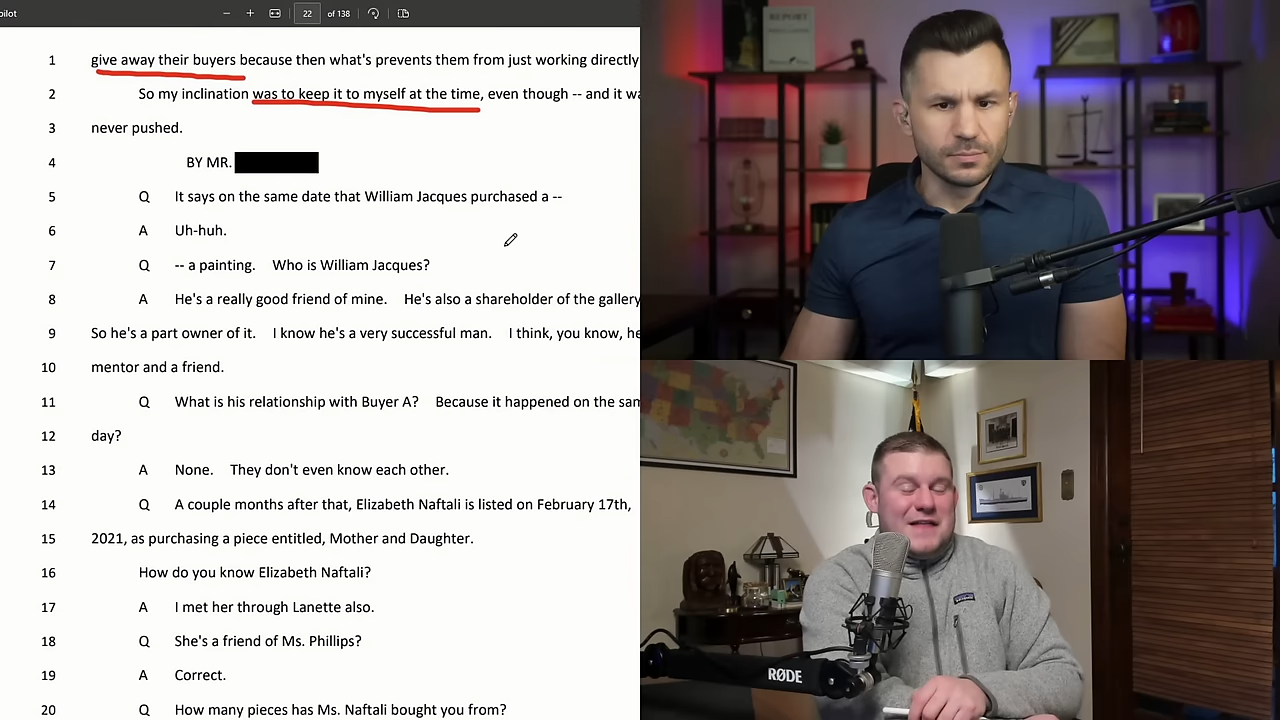 pilot
22 of 138
1 give away their buyers because then what's prevents them from just working directly
2 So my inclination was to keep it to myself at the time, even though -- and it wa
3 never pushed.
4 BY MR.
5 Q It says on the same date that William Jacques purchased a --
6 A Uh-huh.
7 Q -- a painting. Who is William Jacques?
8 A He's a really good friend of mine. He's also a shareholder of the gallery
9 So he's a part owner of it. I know he's a very successful man. I think, you know, he
10 mentor and a friend.
11 Q What is his relationship with Buyer A? Because it happened on the sam
12 day?
13 A None. They don't even know each other.
14 Q A couple months after that, Elizabeth Naftali is listed on February 17th,
15 2021, as purchasing a piece entitled, Mother and Daughter.
16 How do you know Elizabeth Naftali?
17 A I met her through Lanette also.
18 Q She's a friend of Ms. Phillips?
19 A Correct.
20 Q How many pieces has Ms. Naftali bought you from?
REPORT
patagonia
RØDE